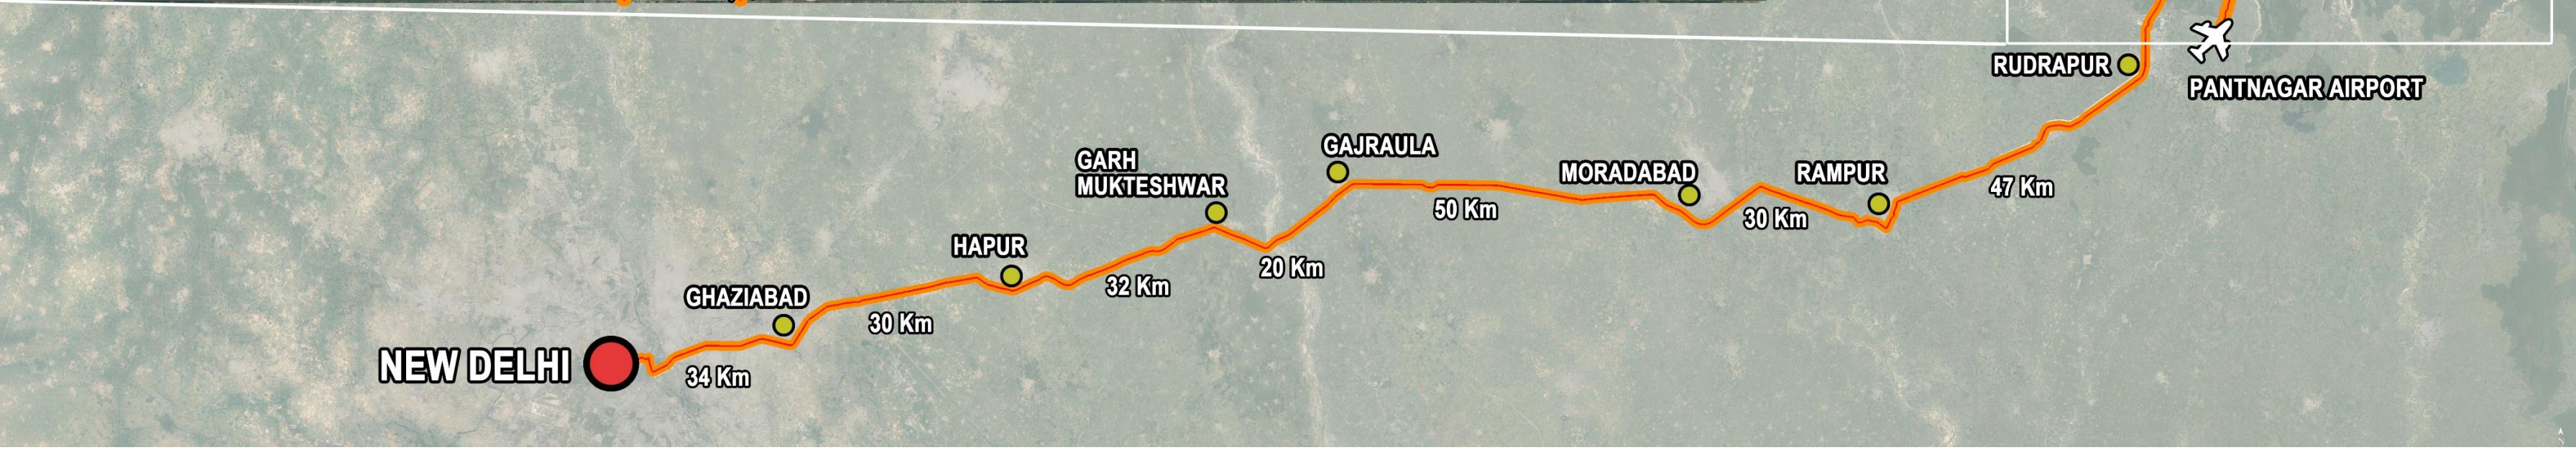 RUDRAPUR
PANTNAGAR AIRPORT
GAJRAULA
GARH
MUKTESHWAR
MORADABAD
RAMPUR
47 Km
50 Km
30 Km
HAPUR
20 Km
32 Km
GHAZIABAD
30 Km
NEW DELHI
34 Km